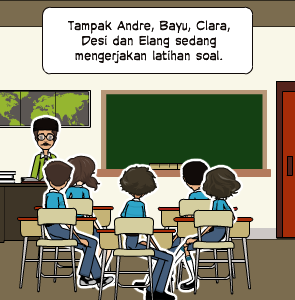 Tampak Andre, Bayu, Clara,
Desi dan Elang sedang
mengerjakan latihan soal.